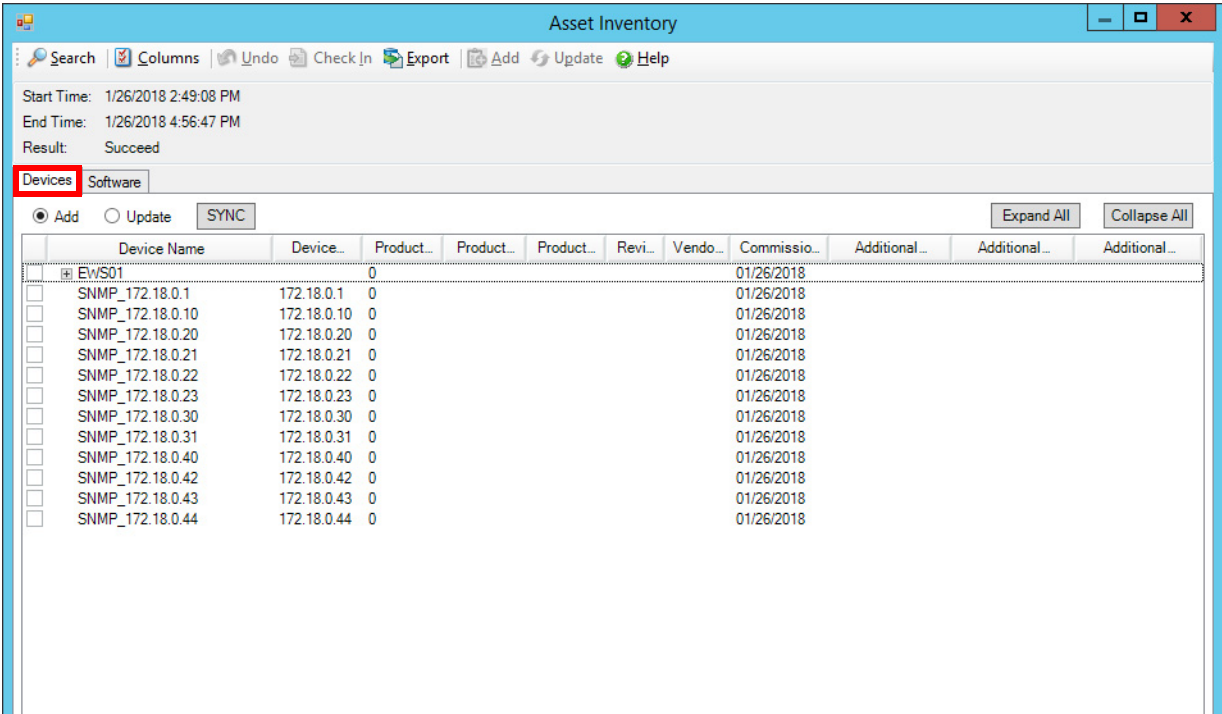 Asset Inventory
Search Columns Undo Check In Export Add Update Help
Start Time: 1/26/2018 2:49:08 PM
End Time: 1/26/2018 4:56:47 PM
Result: Succeed
Devices Software
Add Update SYNC Expand All Collapse All
Device Name Device... Product... Product... Product... Revi... Vendo... Commissio... Additional... Additional... Additional...
EWS01 0 01/26/2018
SNMP_172.18.0.1 172.18.0.1 0 01/26/2018
SNMP_172.18.0.10 172.18.0.10 0 01/26/2018
SNMP_172.18.0.20 172.18.0.20 0 01/26/2018
SNMP_172.18.0.21 172.18.0.21 0 01/26/2018
SNMP_172.18.0.22 172.18.0.22 0 01/26/2018
SNMP_172.18.0.23 172.18.0.23 0 01/26/2018
SNMP_172.18.0.30 172.18.0.30 0 01/26/2018
SNMP_172.18.0.31 172.18.0.31 0 01/26/2018
SNMP_172.18.0.40 172.18.0.40 0 01/26/2018
SNMP_172.18.0.42 172.18.0.42 0 01/26/2018
SNMP_172.18.0.43 172.18.0.43 0 01/26/2018
SNMP_172.18.0.44 172.18.0.44 0 01/26/2018